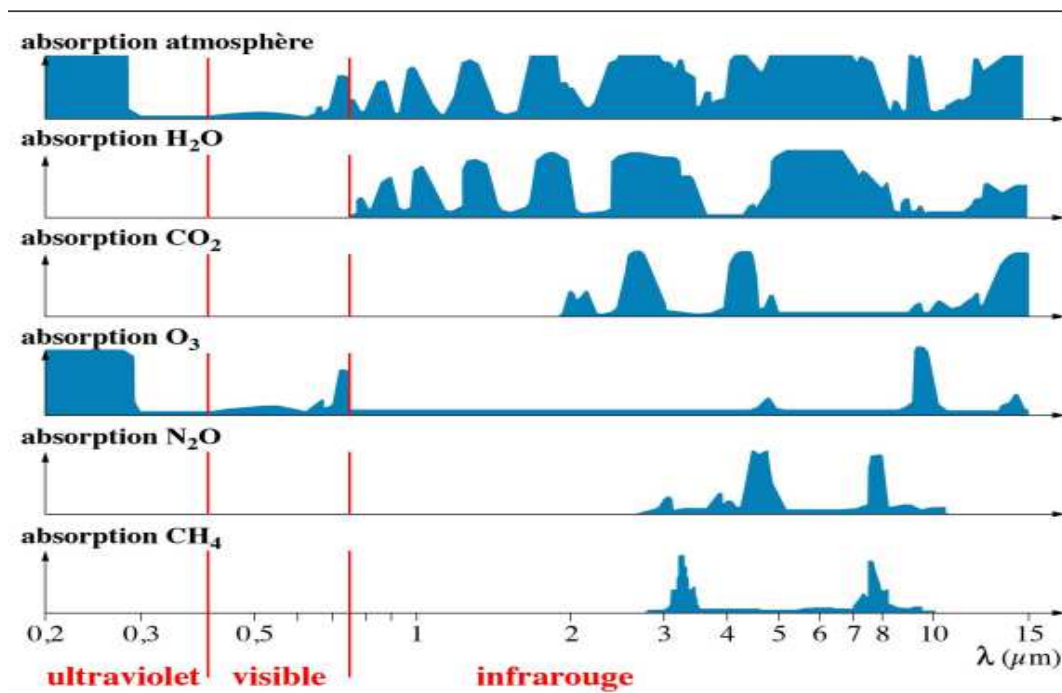 absorption atmosphère
absorption H₂O
absorption CO₂
absorption O₃
absorption N₂O
absorption CH₄
0,2 0,3 0,5 1 2 3 4 5 6 7 8 10 15
λ (μm)
ultraviolet visible infrarouge